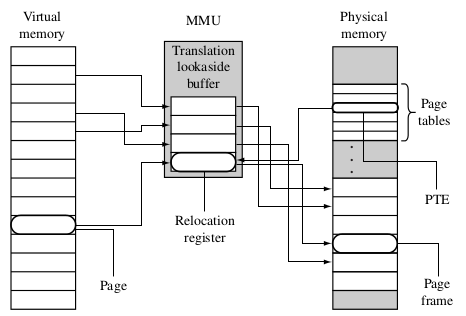 Virtual
memory
MMU
Physical
memory
Translation
lookaside
buffer
Page
tables
PTE
Relocation
register
Page
Page
frame